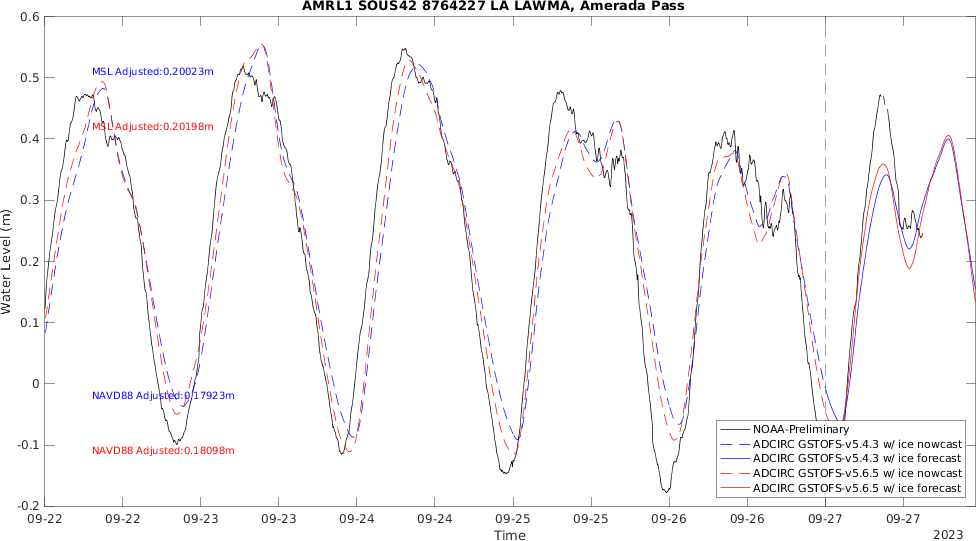 AMRL1 SOUS42 8764227 LA LAWMA, Amerada Pass
0.6
0.5
0.4
0.3
0.2
0.1
0
-0.1
-0.2
Water Level (m)
MSL Adjusted:0.20023m
MSL Adjusted:0.20198m
NAVD88 Adjusted:0.17923m
NAVD88 Adjusted:0.18098m
NOAA-Preliminary
ADCIRC GSTOFS-v5.4.3 w/ ice nowcast
ADCIRC GSTOFS-v5.4.3 w/ ice forecast
ADCIRC GSTOFS-v5.6.5 w/ ice nowcast
ADCIRC GSTOFS-v5.6.5 w/ ice forecast
09-22 09-22 09-23 09-23 09-24 09-24 09-25 09-25 09-26 09-26 09-27 09-27
Time
2023